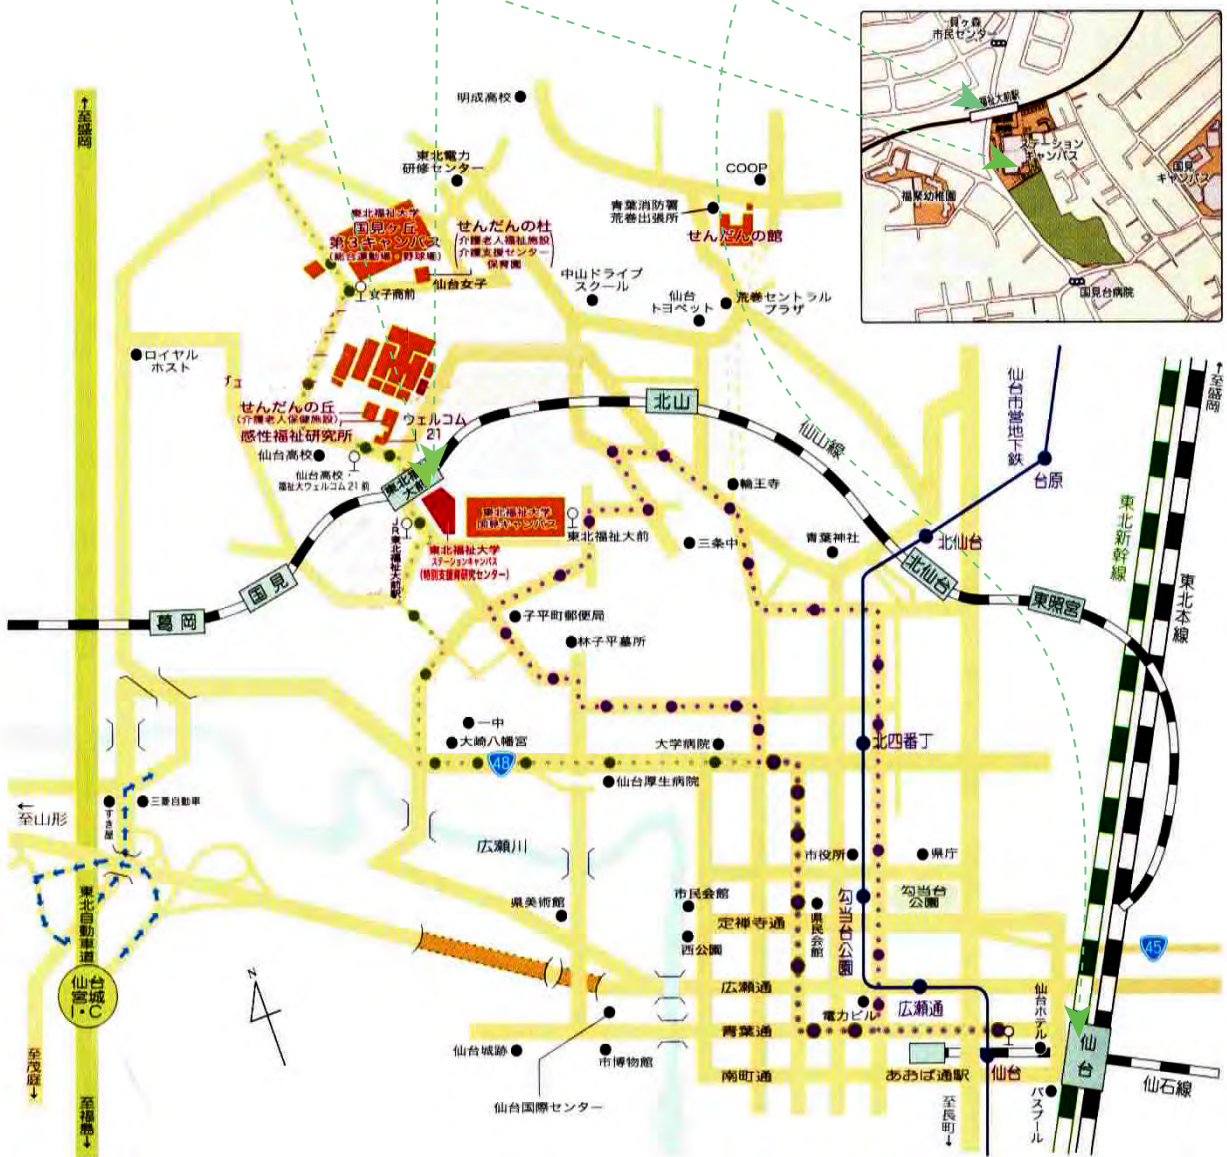 貝ヶ森
市民センター
福祉大前駅
ステーション
キャンパス
国見
キャンパス
福聚幼稚園
国見台病院
↑至盛岡
明成高校
東北電力
研修センター
COOP
青葉消防署
荒巻出張所
せんだんの館
東北福祉大学
国見ヶ丘
第3キャンパス
(総合運動場・野球場)
せんだんの杜
介護老人福祉施設
介護支援センター
保育園
仙台女子
女子商前
中山ドライブ
スクール
仙台
トヨペット
荒巻セントラル
プラザ
ロイヤル
ホスト
ヴェ
せんだんの丘
(介護老人保健施設)
感性福祉研究所
ウェルコム
21
仙台高校
仙台高校・
福祉大ウェルコム21前
北山
仙山線
仙台市営地下鉄
台原
↑至盛岡
東北新幹線
東北本線
東北福祉
大前
JR東北福祉大前駅
東北福祉大学
国見キャンパス
東北福祉大前
東北福祉大学
ステーションキャンパス
(特別支援教育研究センター)
輪王寺
三条中
青葉神社
北仙台
北仙台
東照宮
国見
葛岡
子平町郵便局
林子平墓所
一中
大崎八幡宮
大学病院
北四番丁
48
仙台厚生病院
←
至山形
すき屋
三菱自動車
広瀬川
市役所
県庁
東北自動車道
県美術館
市民会館
西公園
定禅寺通
県民会館
勾当台公園
勾当台
公園
45
仙台
宮城
I・C
N
広瀬通
電力ビル
広瀬通
仙台ホテル
青葉通
仙台城跡
市博物館
南町通
あおば通駅
仙台
仙台
仙石線
仙台国際センター
至茂庭↓
至福島↓
至長町↓
バスプール